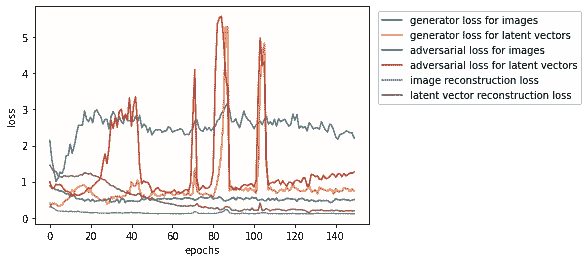 5
4
3
2
1
0
loss
0 20 40 60 80 100 120 140
epochs
generator loss for images
generator loss for latent vectors
adversarial loss for images
adversarial loss for latent vectors
image reconstruction loss
latent vector reconstruction loss